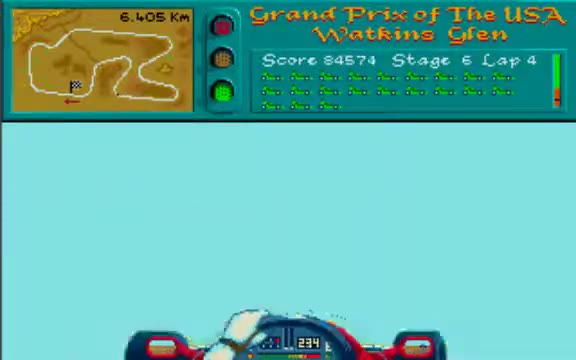 6.405 Km
Grand Prix of The USA
Watkins Glen
Score 84574 Stage 6 Lap 4
234